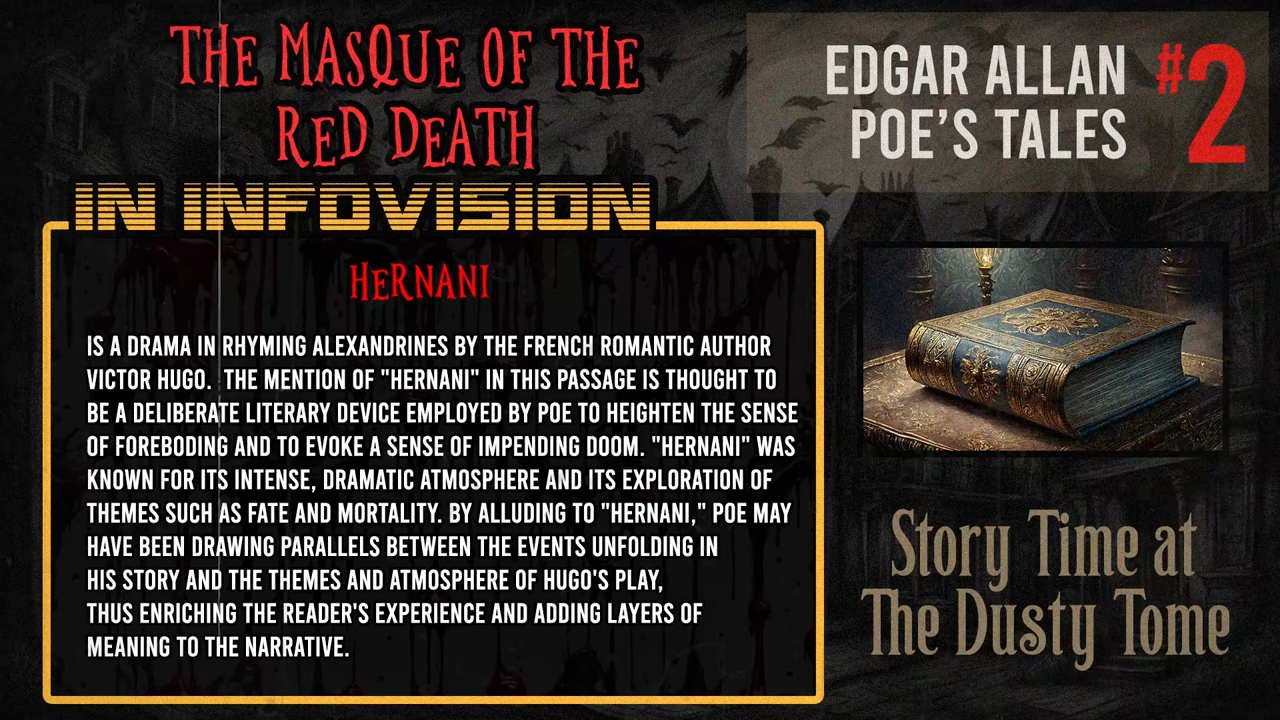 THE MASQUE OF THE
RED DEATH
IN INFOVISION
EDGAR ALLAN
POE'S TALES
#2
HERNANI
IS A DRAMA IN RHYMING ALEXANDRINES BY THE FRENCH ROMANTIC AUTHOR
VICTOR HUGO. THE MENTION OF "HERNANI" IN THIS PASSAGE IS THOUGHT TO
BE A DELIBERATE LITERARY DEVICE EMPLOYED BY POE TO HEIGHTEN THE SENSE
OF FOREBODING AND TO EVOKE A SENSE OF IMPENDING DOOM. "HERNANI" WAS
KNOWN FOR ITS INTENSE, DRAMATIC ATMOSPHERE AND ITS EXPLORATION OF
THEMES SUCH AS FATE AND MORTALITY. BY ALLUDING TO "HERNANI," POE MAY
HAVE BEEN DRAWING PARALLELS BETWEEN THE EVENTS UNFOLDING IN
HIS STORY AND THE THEMES AND ATMOSPHERE OF HUGO'S PLAY,
THUS ENRICHING THE READER'S EXPERIENCE AND ADDING LAYERS OF
MEANING TO THE NARRATIVE.
Story Time at
The Dusty Tome